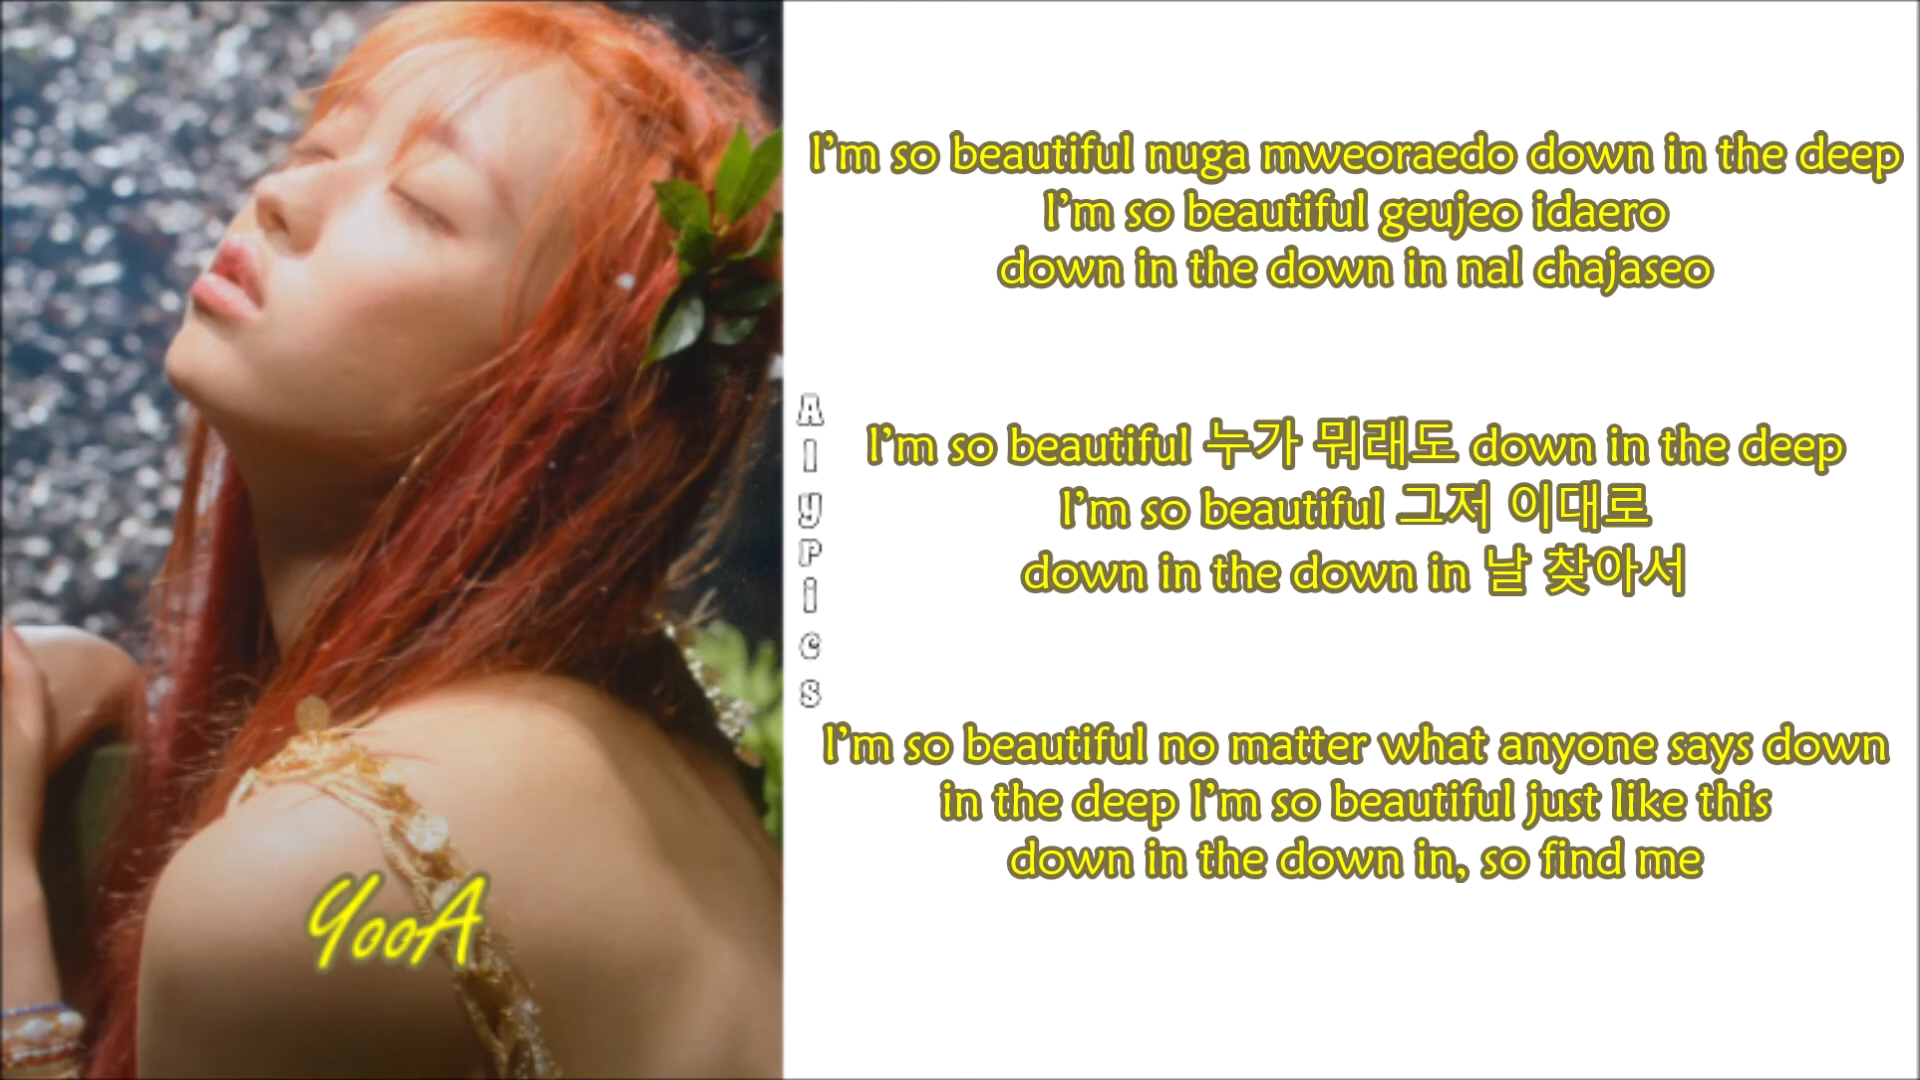 I'm so beautiful nuga mweoraedo down in the deep
I'm so beautiful geujeo idaero
down in the down in nal chajaseo
I'm so beautiful 누가 뭐래도 down in the deep
I'm so beautiful 그저 이대로
down in the down in 날 찾아서
I'm so beautiful no matter what anyone says down
in the deep I'm so beautiful just like this
down in the down in, so find me
AlyPics
YooA